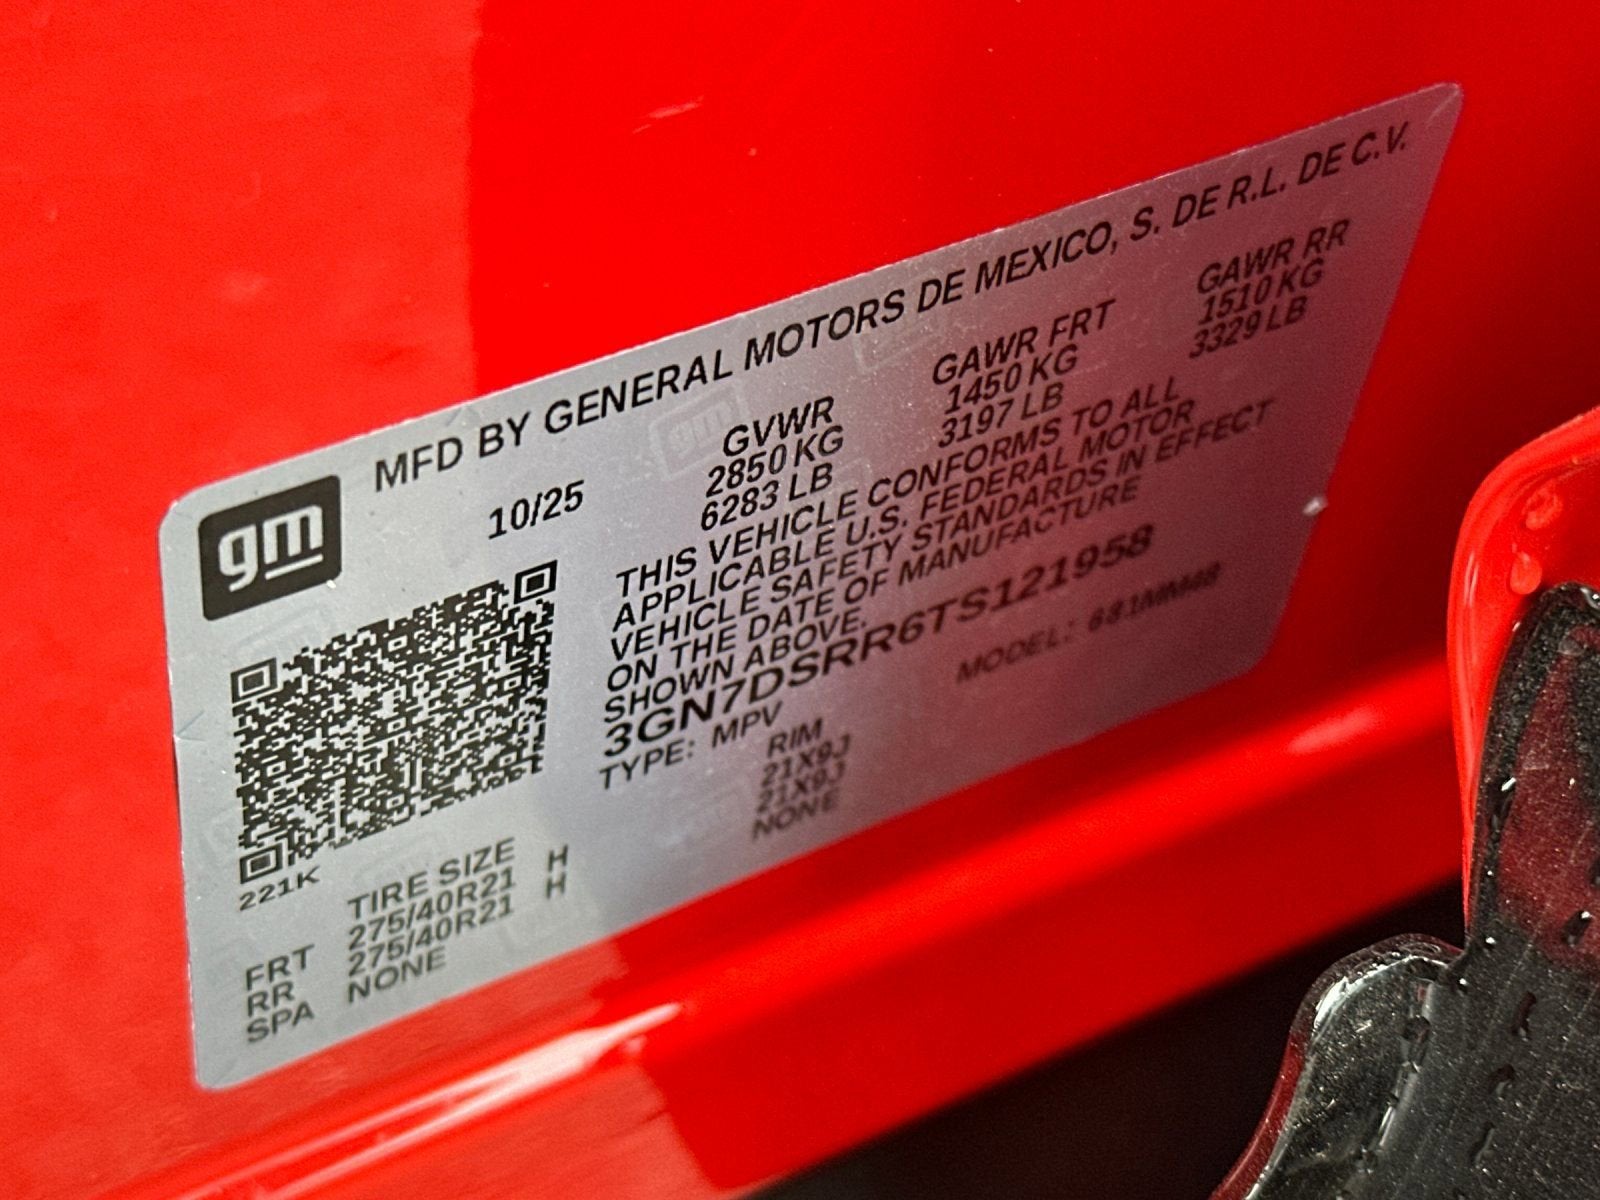 MFD BY GENERAL MOTORS DE MEXICO, S. DE R.L. DE C.V.
gm
10/25
GVWR GAWR FRT GAWR RR
2850 KG 1450 KG 1510 KG
6283 LB 3197 LB 3329 LB
THIS VEHICLE CONFORMS TO ALL
APPLICABLE U.S. FEDERAL MOTOR
VEHICLE SAFETY STANDARDS IN EFFECT
ON THE DATE OF MANUFACTURE
SHOWN ABOVE.
3GN7DSRR6TS121958
TYPE: MPV MODEL: 681MM48
221K
TIRE SIZE RIM
FRT 275/40R21 H 21X9J
RR 275/40R21 H 21X9J
SPA NONE NONE